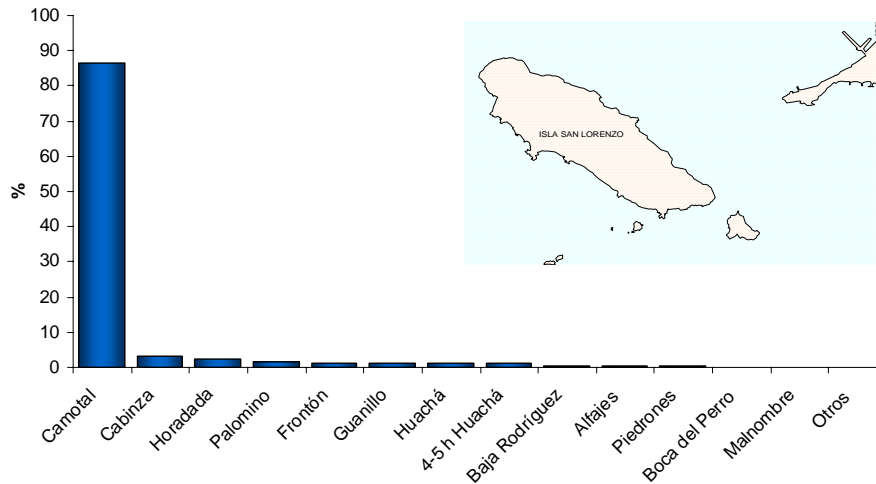 100
90
80
70
60
50
40
30
20
10
0
%
ISLA SAN LORENZO
Camotal
Cabinza
Horadada
Palomino
Frontón
Guanillo
Huachá
4-5 h Huachá
Baja Rodríguez
Alfajes
Piedrones
Boca del Perro
Malnombre
Otros